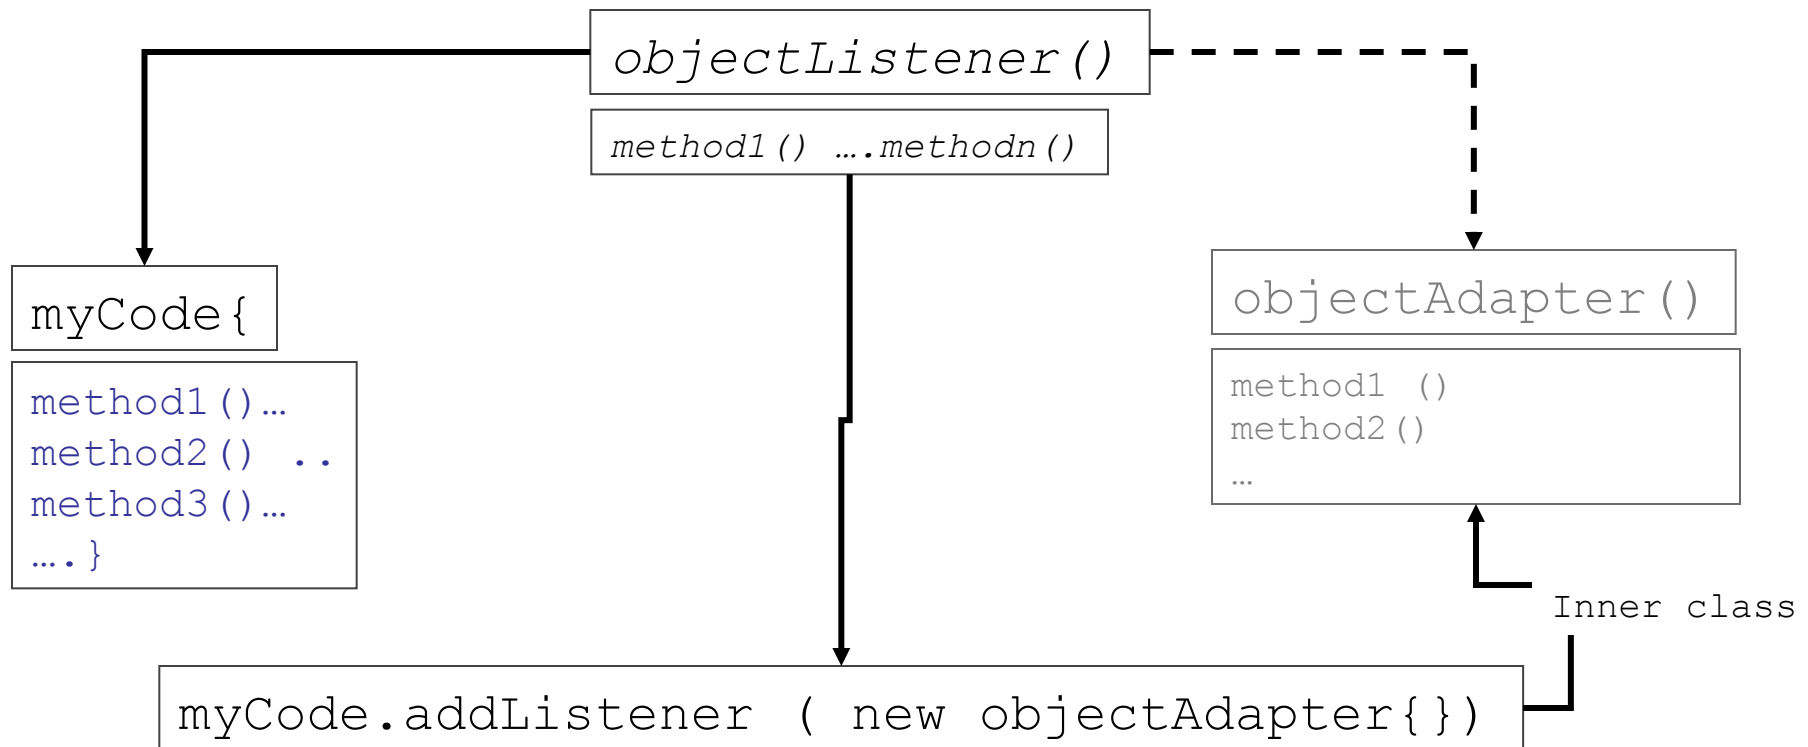 objectListener()
method1() ….methodn()
myCode{
method1()…
method2() ..
method3()…
….}
objectAdapter()
method1 ()
method2()
…
Inner class
myCode.addListener ( new objectAdapter{})